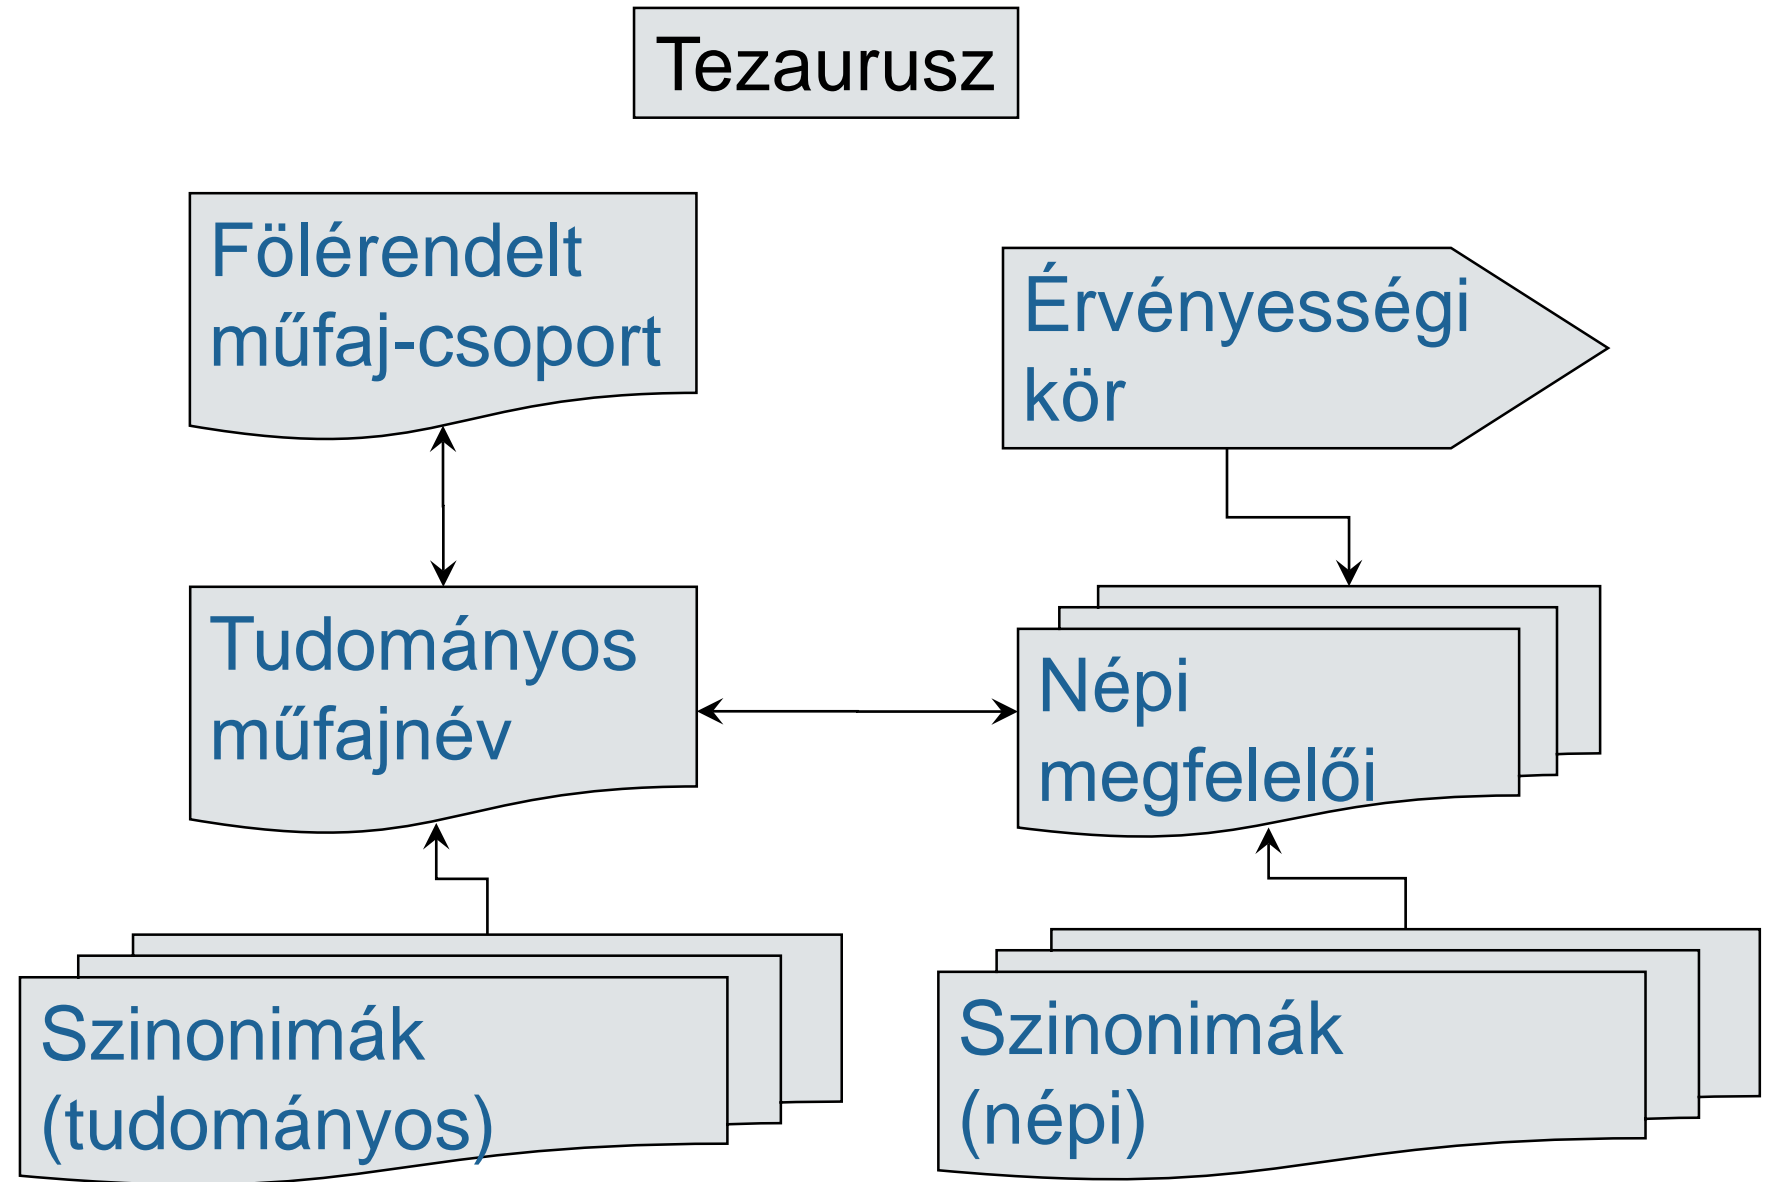 Tezaurusz
Fölérendelt
műfaj-csoport
Érvényességi
kör
Tudományos
műfajnév
Népi
megfelelői
Szinonimák
(tudományos)
Szinonimák
(népi)